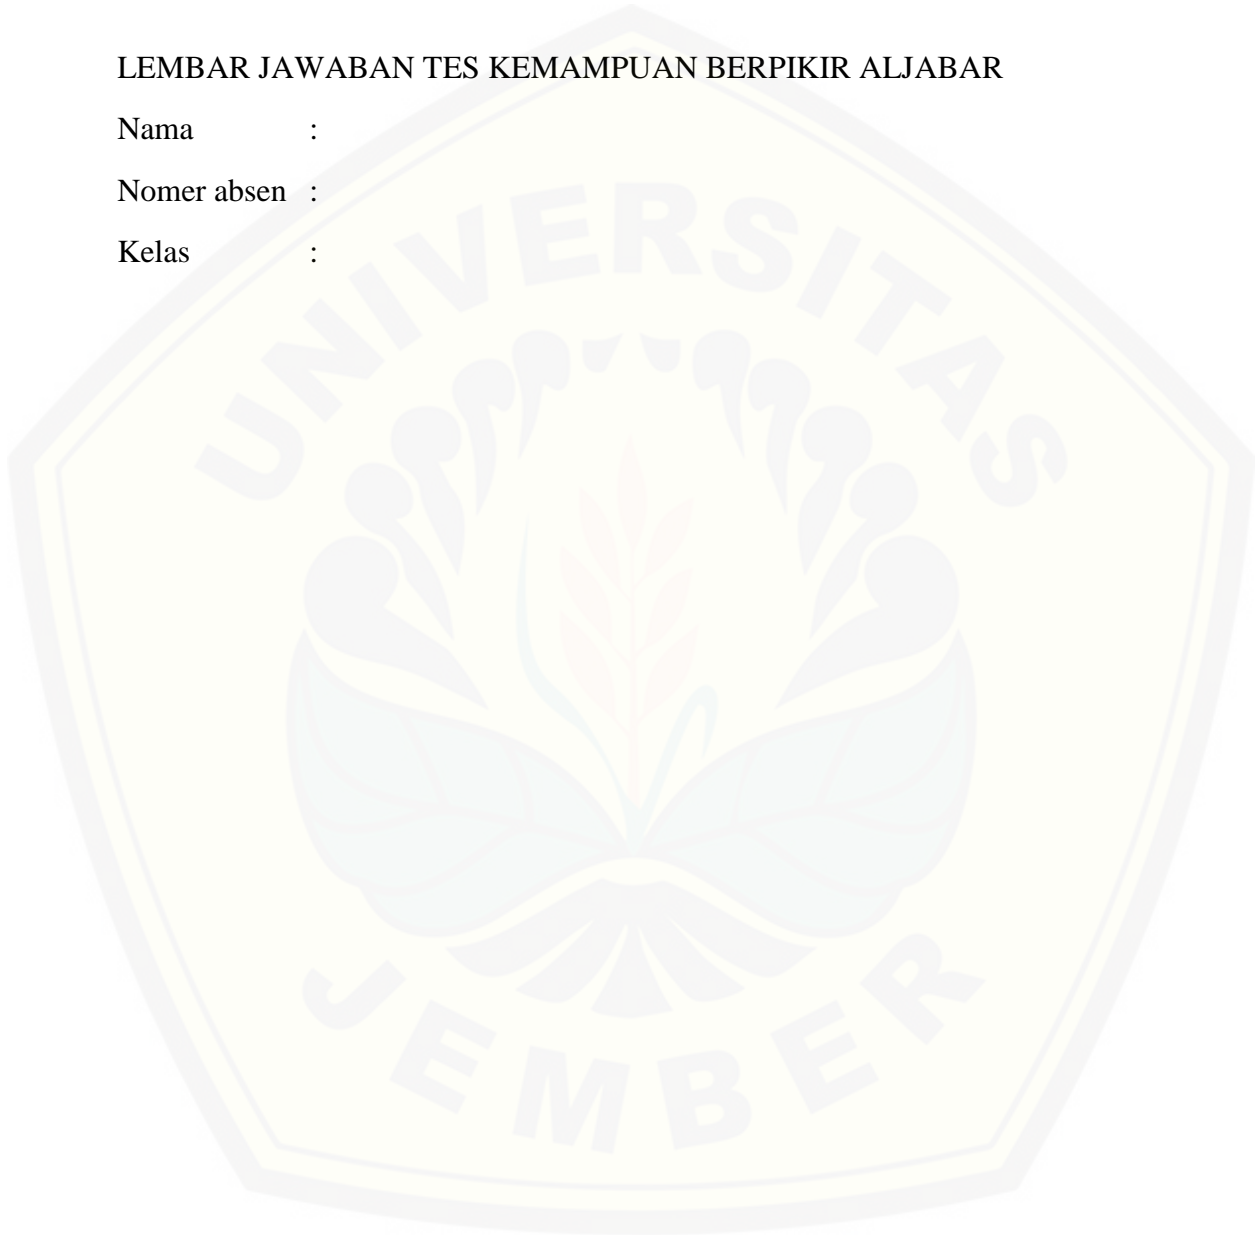 LEMBAR JAWABAN TES KEMAMPUAN BERPIKIR ALJABAR
Nama :
Nomer absen :
Kelas :
UNIVERSITAS
JEMBER